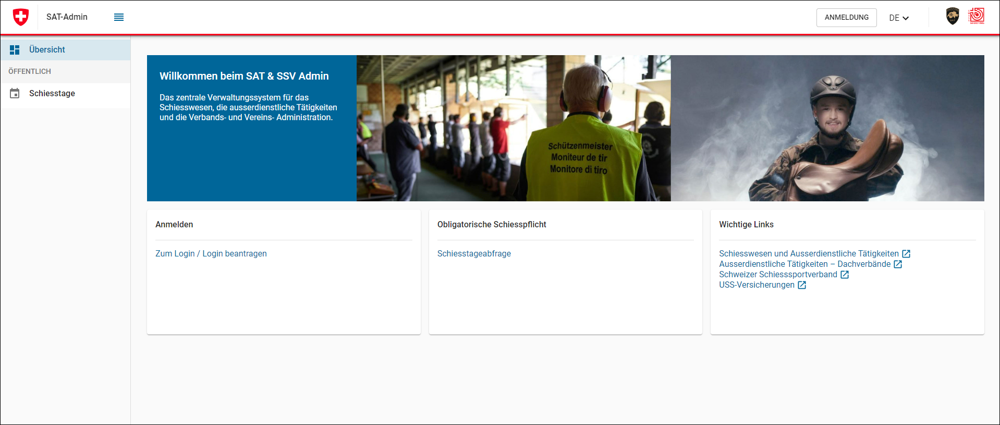 SAT-Admin
ANMELDUNG
DE
Übersicht
ÖFFENTLICH
Schiesstage
Willkommen beim SAT & SSV Admin
Das zentrale Verwaltungssystem für das
Schiesswesen, die ausserdienstliche Tätigkeiten
und die Verbands- und Vereins- Administration.
Schützenmeister
Moniteur de tir
Monitore di tiro
Anmelden
Zum Login / Login beantragen
Obligatorische Schiesspflicht
Schiesstageabfrage
Wichtige Links
Schiesswesen und Ausserdienstliche Tätigkeiten
Ausserdienstliche Tätigkeiten – Dachverbände
Schweizer Schiesssportverband
USS-Versicherungen